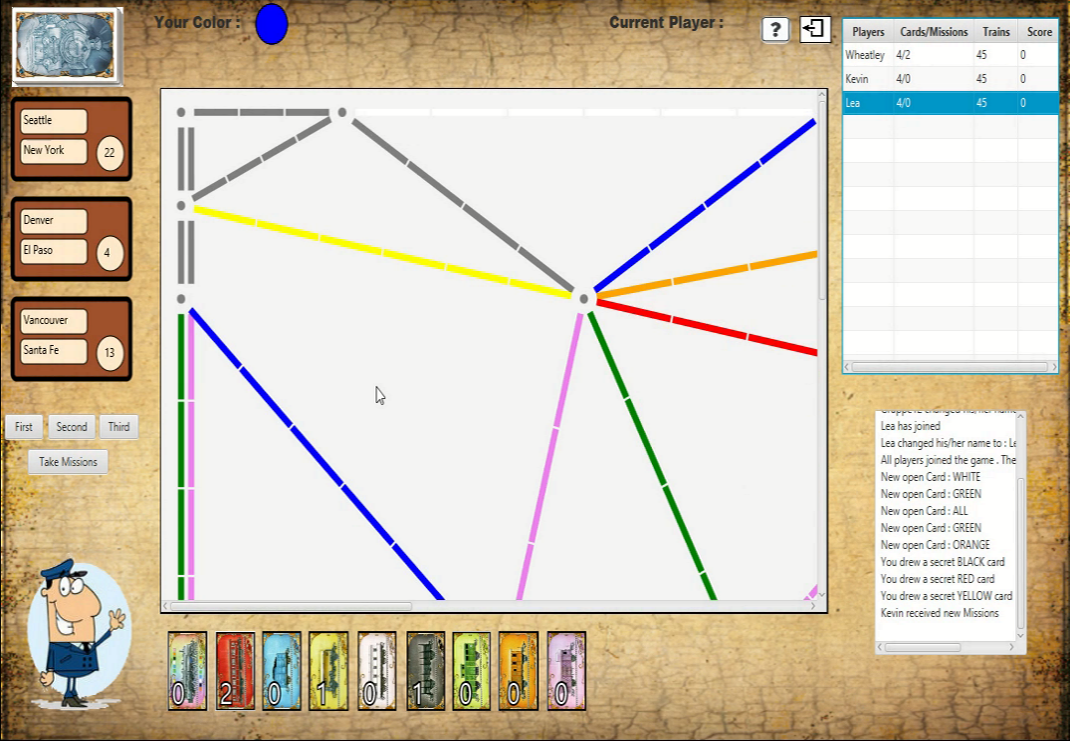 Your Color :
Current Player :
?
Players Cards/Missions Trains Score
Wheatley 4/2 45 0
Kevin 4/0 45 0
Lea 4/0 45 0
Seattle
New York
22
Denver
El Paso
4
Vancouver
Santa Fe
13
First Second Third
Take Missions
changed his/her name
Lea has joined
Lea changed his/her name to : Le
All players joined the game . The
New open Card : WHITE
New open Card : GREEN
New open Card : ALL
New open Card : GREEN
New open Card : ORANGE
You drew a secret BLACK card
You drew a secret RED card
You drew a secret YELLOW card
Kevin received new Missions
0 2 0 1 0 1 0 0 0